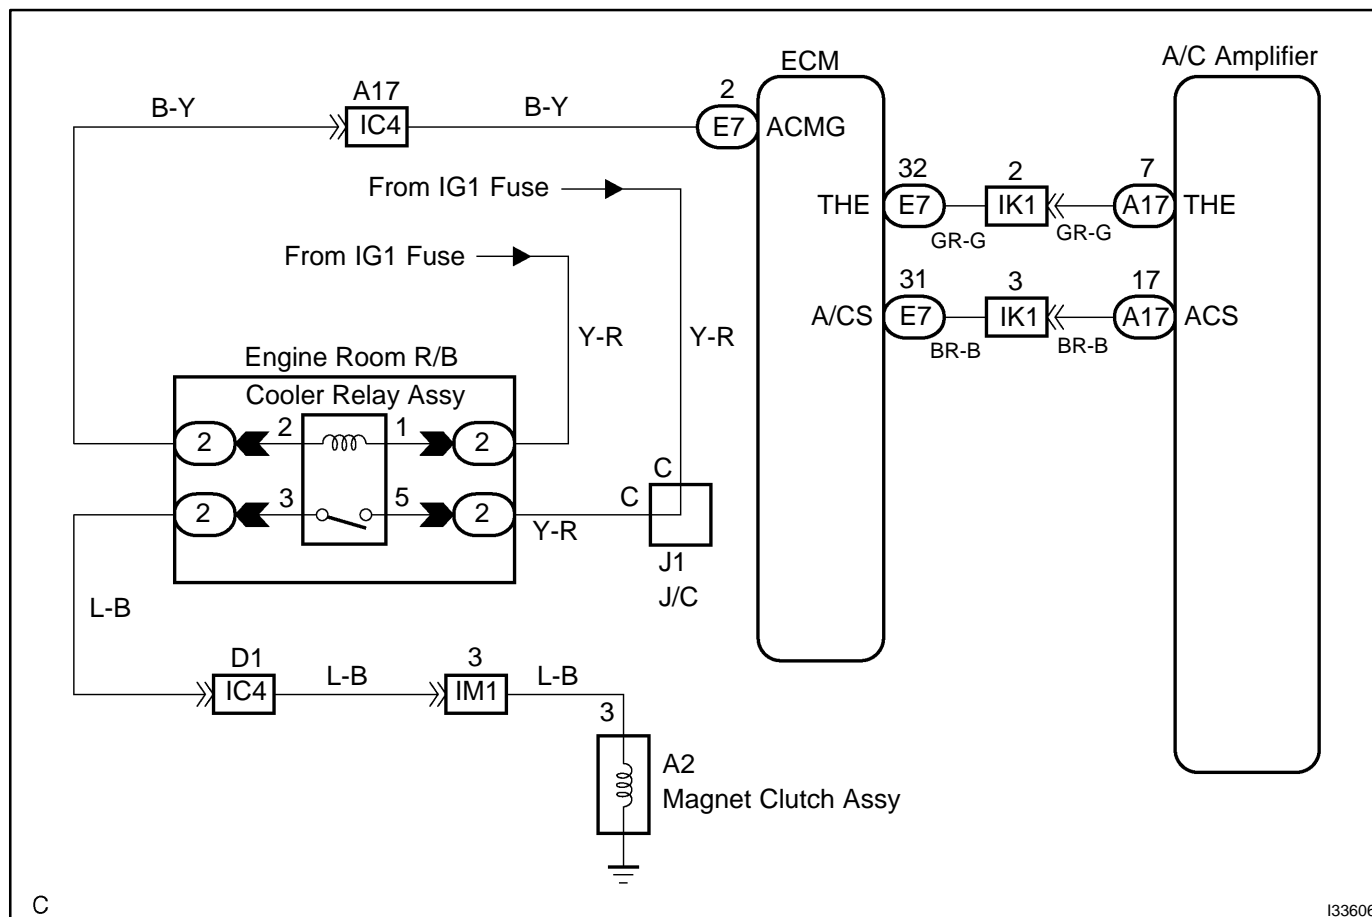 ECM
A/C Amplifier
A17
2
B-Y
IC4
B-Y
E7
ACMG
From IG1 Fuse
32
2
7
THE
E7
IK1
A17
THE
GR-G
GR-G
From IG1 Fuse
31
3
17
A/CS
E7
IK1
A17
ACS
BR-B
BR-B
Y-R
Y-R
Engine Room R/B
Cooler Relay Assy
2
2
1
2
C
2
3
5
2
C
Y-R
J1
J/C
L-B
D1
3
IC4
L-B
IM1
L-B
3
A2
Magnet Clutch Assy
C
I33606